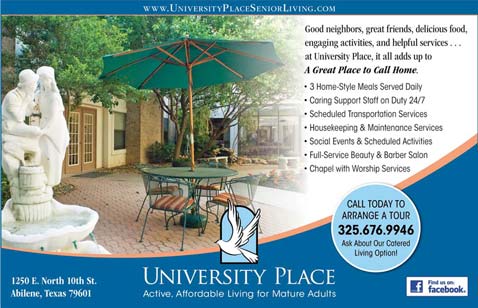 www.UniversityPlaceSeniorLiving.com
Good neighbors, great friends, delicious food,
engaging activities, and helpful services . . .
at University Place, it all adds up to
A Great Place to Call Home.
• 3 Home-Style Meals Served Daily
• Caring Support Staff on Duty 24/7
• Scheduled Transportation Services
• Housekeeping & Maintenance Services
• Social Events & Scheduled Activities
• Full-Service Beauty & Barber Salon
• Chapel with Worship Services
CALL TODAY TO
ARRANGE A TOUR
325.676.9946
Ask About Our Catered
Living Option!
1250 E. North 10th St.
Abilene, Texas 79601
University Place
Active, Affordable Living for Mature Adults
f Find us on:
facebook.